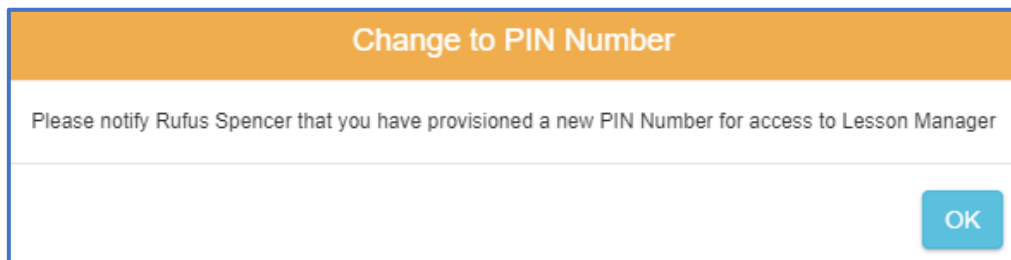 Change to PIN Number
Please notify Rufus Spencer that you have provisioned a new PIN Number for access to Lesson Manager
OK